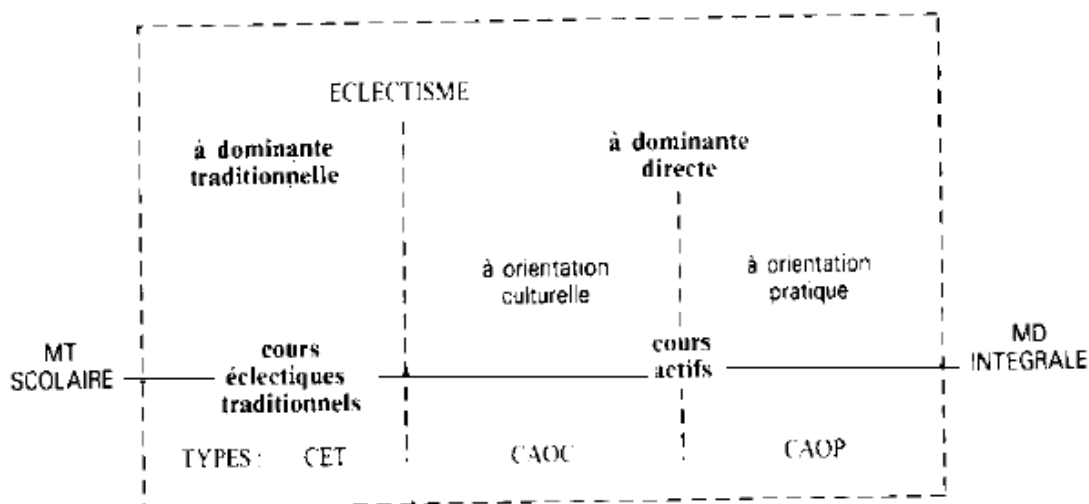 ECLECTISME
à dominante
traditionnelle
à dominante
directe
à orientation
culturelle
à orientation
pratique
MT
SCOLAIRE
cours
éclectiques
traditionnels
cours
actifs
MD
INTEGRALE
TYPES : CET
CAOC
CAOP